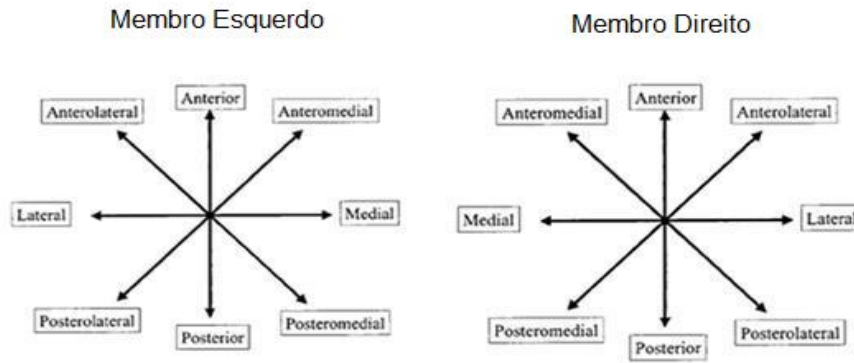 Membro Esquerdo
Anterolateral
Anterior
Anteromedial
Lateral
Medial
Posterolateral
Posterior
Posteromedial
Membro Direito
Anteromedial
Anterior
Anterolateral
Medial
Lateral
Posteromedial
Posterior
Posterolateral